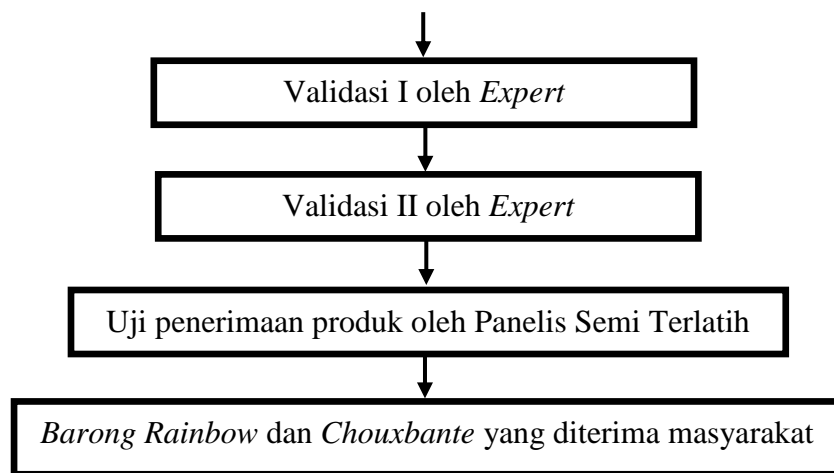 Validasi I oleh Expert
Validasi II oleh Expert
Uji penerimaan produk oleh Panelis Semi Terlatih
Barong Rainbow dan Chouxbante yang diterima masyarakat